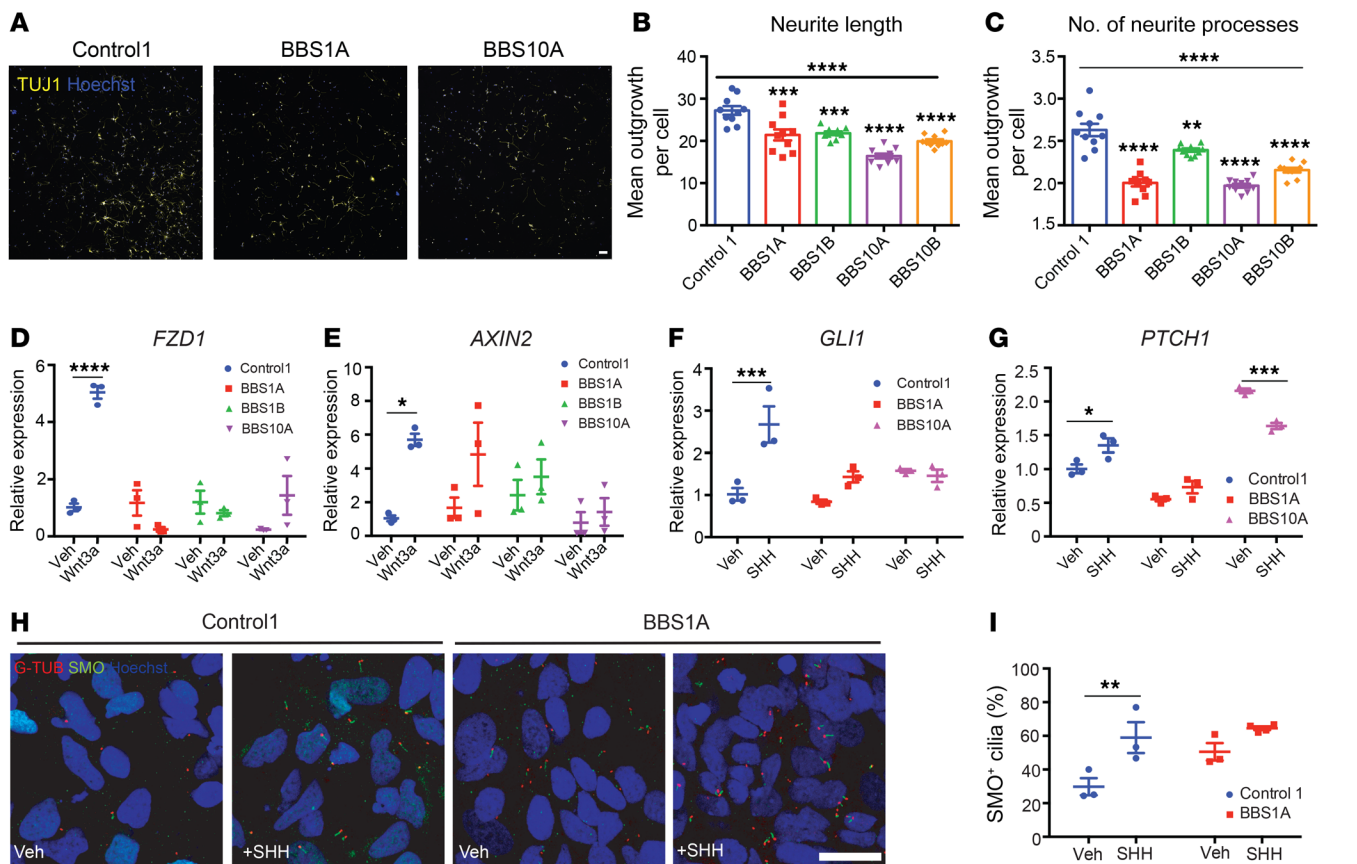 A
Control1
BBS1A
BBS10A
TUJ1 Hoechst
B
Neurite length
Mean outgrowth
per cell
40
30
20
10
0
****
***
***
****
****
Control 1
BBS1A
BBS1B
BBS10A
BBS10B
C
No. of neurite processes
Mean outgrowth
per cell
3.5
3.0
2.5
2.0
1.5
****
****
**
****
****
Control 1
BBS1A
BBS1B
BBS10A
BBS10B
D
FZD1
Relative expression
6
4
2
0
****
Control1
BBS1A
BBS1B
BBS10A
Veh
Wnt3a
Veh
Wnt3a
Veh
Wnt3a
Veh
Wnt3a
E
AXIN2
Relative expression
10
8
6
4
2
0
*
Control1
BBS1A
BBS1B
BBS10A
Veh
Wnt3a
Veh
Wnt3a
Veh
Wnt3a
Veh
Wnt3a
F
GLI1
Relative expression
4
3
2
1
0
***
Control1
BBS1A
BBS10A
Veh
SHH
Veh
SHH
Veh
SHH
G
PTCH1
Relative expression
2.5
2.0
1.5
1.0
0.5
0
*
***
Control1
BBS1A
BBS10A
Veh
SHH
Veh
SHH
Veh
SHH
H
Control1
BBS1A
G-TUB SMO Hoechst
Veh
+SHH
Veh
+SHH
I
SMO⁺ cilia (%)
100
80
60
40
20
0
**
Control 1
BBS1A
Veh
SHH
Veh
SHH